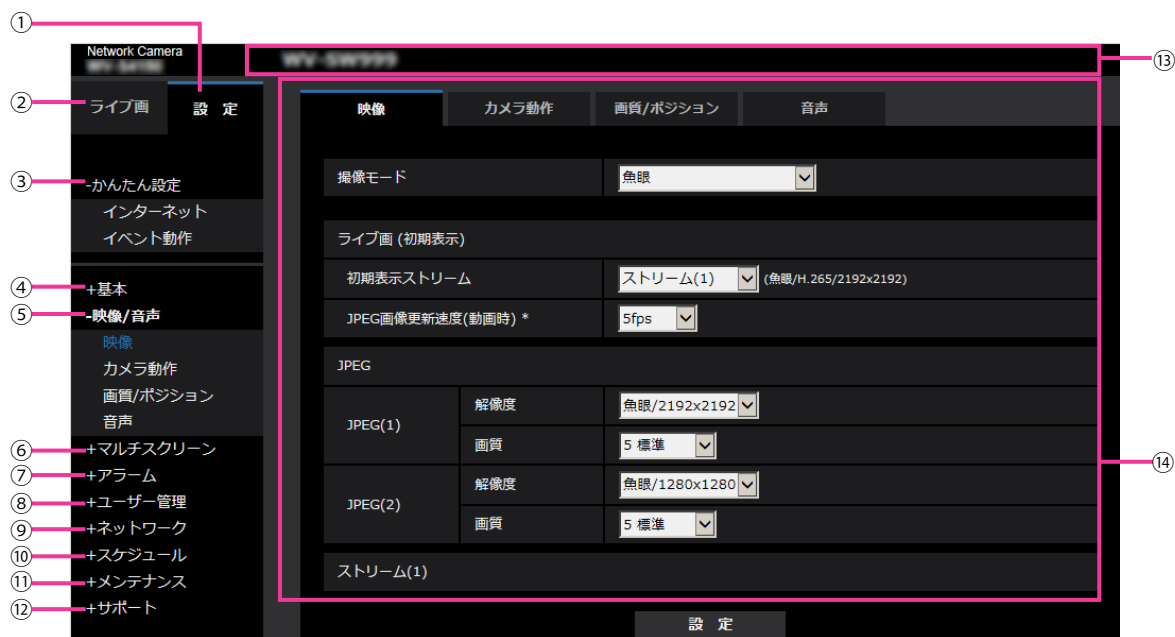 ①
Network Camera
WV-SW999
⑬
②
ライブ画
設 定
映像
カメラ動作
画質/ポジション
音声
③
-かんたん設定
インターネット
イベント動作
撮像モード
魚眼
ライブ画 (初期表示)
初期表示ストリーム
ストリーム(1)
(魚眼/H.265/2192x2192)
JPEG画像更新速度(動画時) *
5fps
④
+基本
⑤
-映像/音声
映像
カメラ動作
画質/ポジション
音声
JPEG
JPEG(1)
解像度
魚眼/2192x2192
画質
5 標準
JPEG(2)
解像度
魚眼/1280x1280
画質
5 標準
⑥
+マルチスクリーン
⑦
+アラーム
⑧
+ユーザー管理
⑨
+ネットワーク
⑩
+スケジュール
⑪
+メンテナンス
⑫
+サポート
⑭
ストリーム(1)
設 定